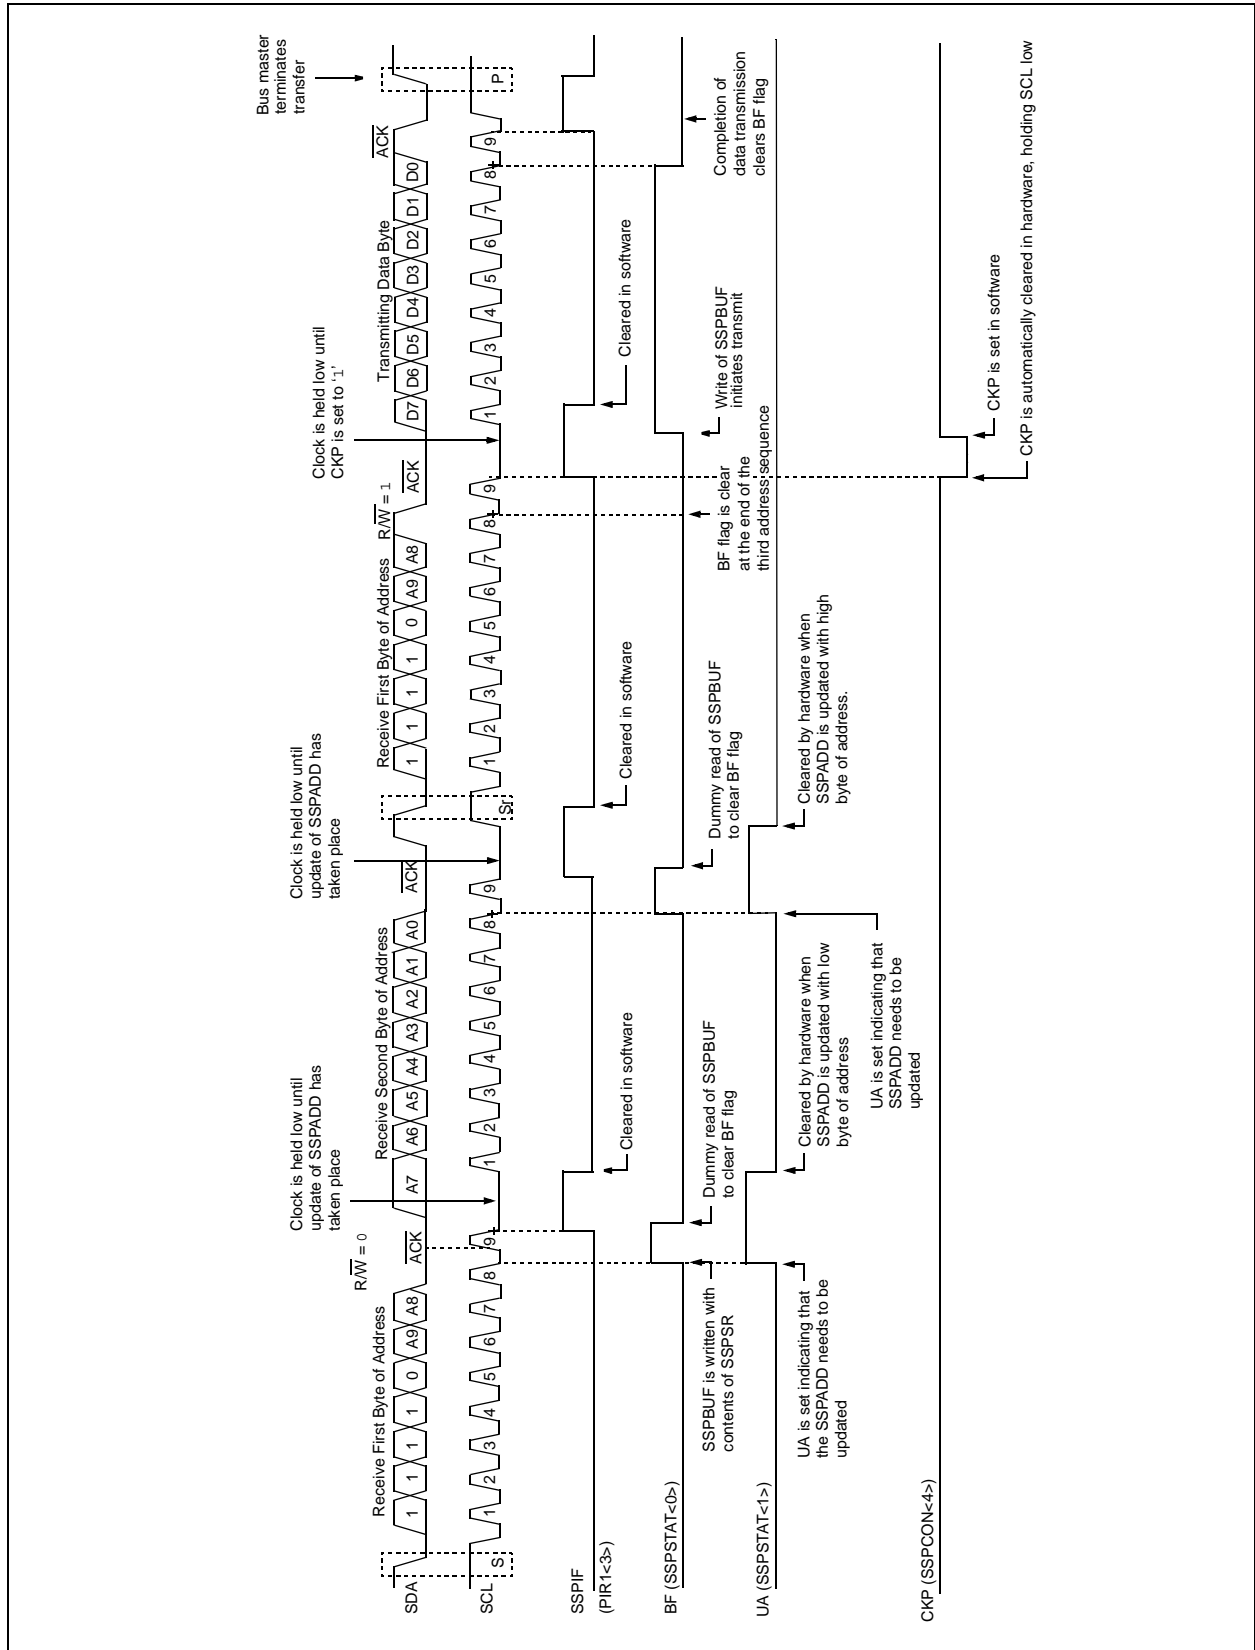 Bus master
terminates
transfer
Clock is held low until
update of SSPADD has
taken place
Clock is held low until
update of SSPADD has
taken place
Clock is held low until
CKP is set to ‘1’
R/W = 0
R/W = 1
Receive First Byte of Address
ACK
Receive Second Byte of Address
ACK
Receive First Byte of Address
ACK
Transmitting Data Byte
ACK
SDA
1 1 1 1 0 A9 A8
A7 A6 A5 A4 A3 A2 A1 A0
1 1 1 1 0 A9 A8
D7 D6 D5 D4 D3 D2 D1 D0
SCL
S
1 2 3 4 5 6 7 8 9
1 2 3 4 5 6 7 8 9
Sr
1 2 3 4 5 6 7 8 9
1 2 3 4 5 6 7 8 9
P
SSPIF
(PIR1<3>)
Cleared in software
Cleared in software
Cleared in software
BF (SSPSTAT<0>)
SSPBUF is written with
contents of SSPSR
Dummy read of SSPBUF
to clear BF flag
Dummy read of SSPBUF
to clear BF flag
BF flag is clear
at the end of the
third address sequence
Write of SSPBUF
initiates transmit
Completion of
data transmission
clears BF flag
UA (SSPSTAT<1>)
UA is set indicating that
the SSPADD needs to be
updated
Cleared by hardware when
SSPADD is updated with low
byte of address
UA is set indicating that
SSPADD needs to be
updated
Cleared by hardware when
SSPADD is updated with high
byte of address.
CKP (SSPCON<4>)
CKP is set in software
CKP is automatically cleared in hardware, holding SCL low